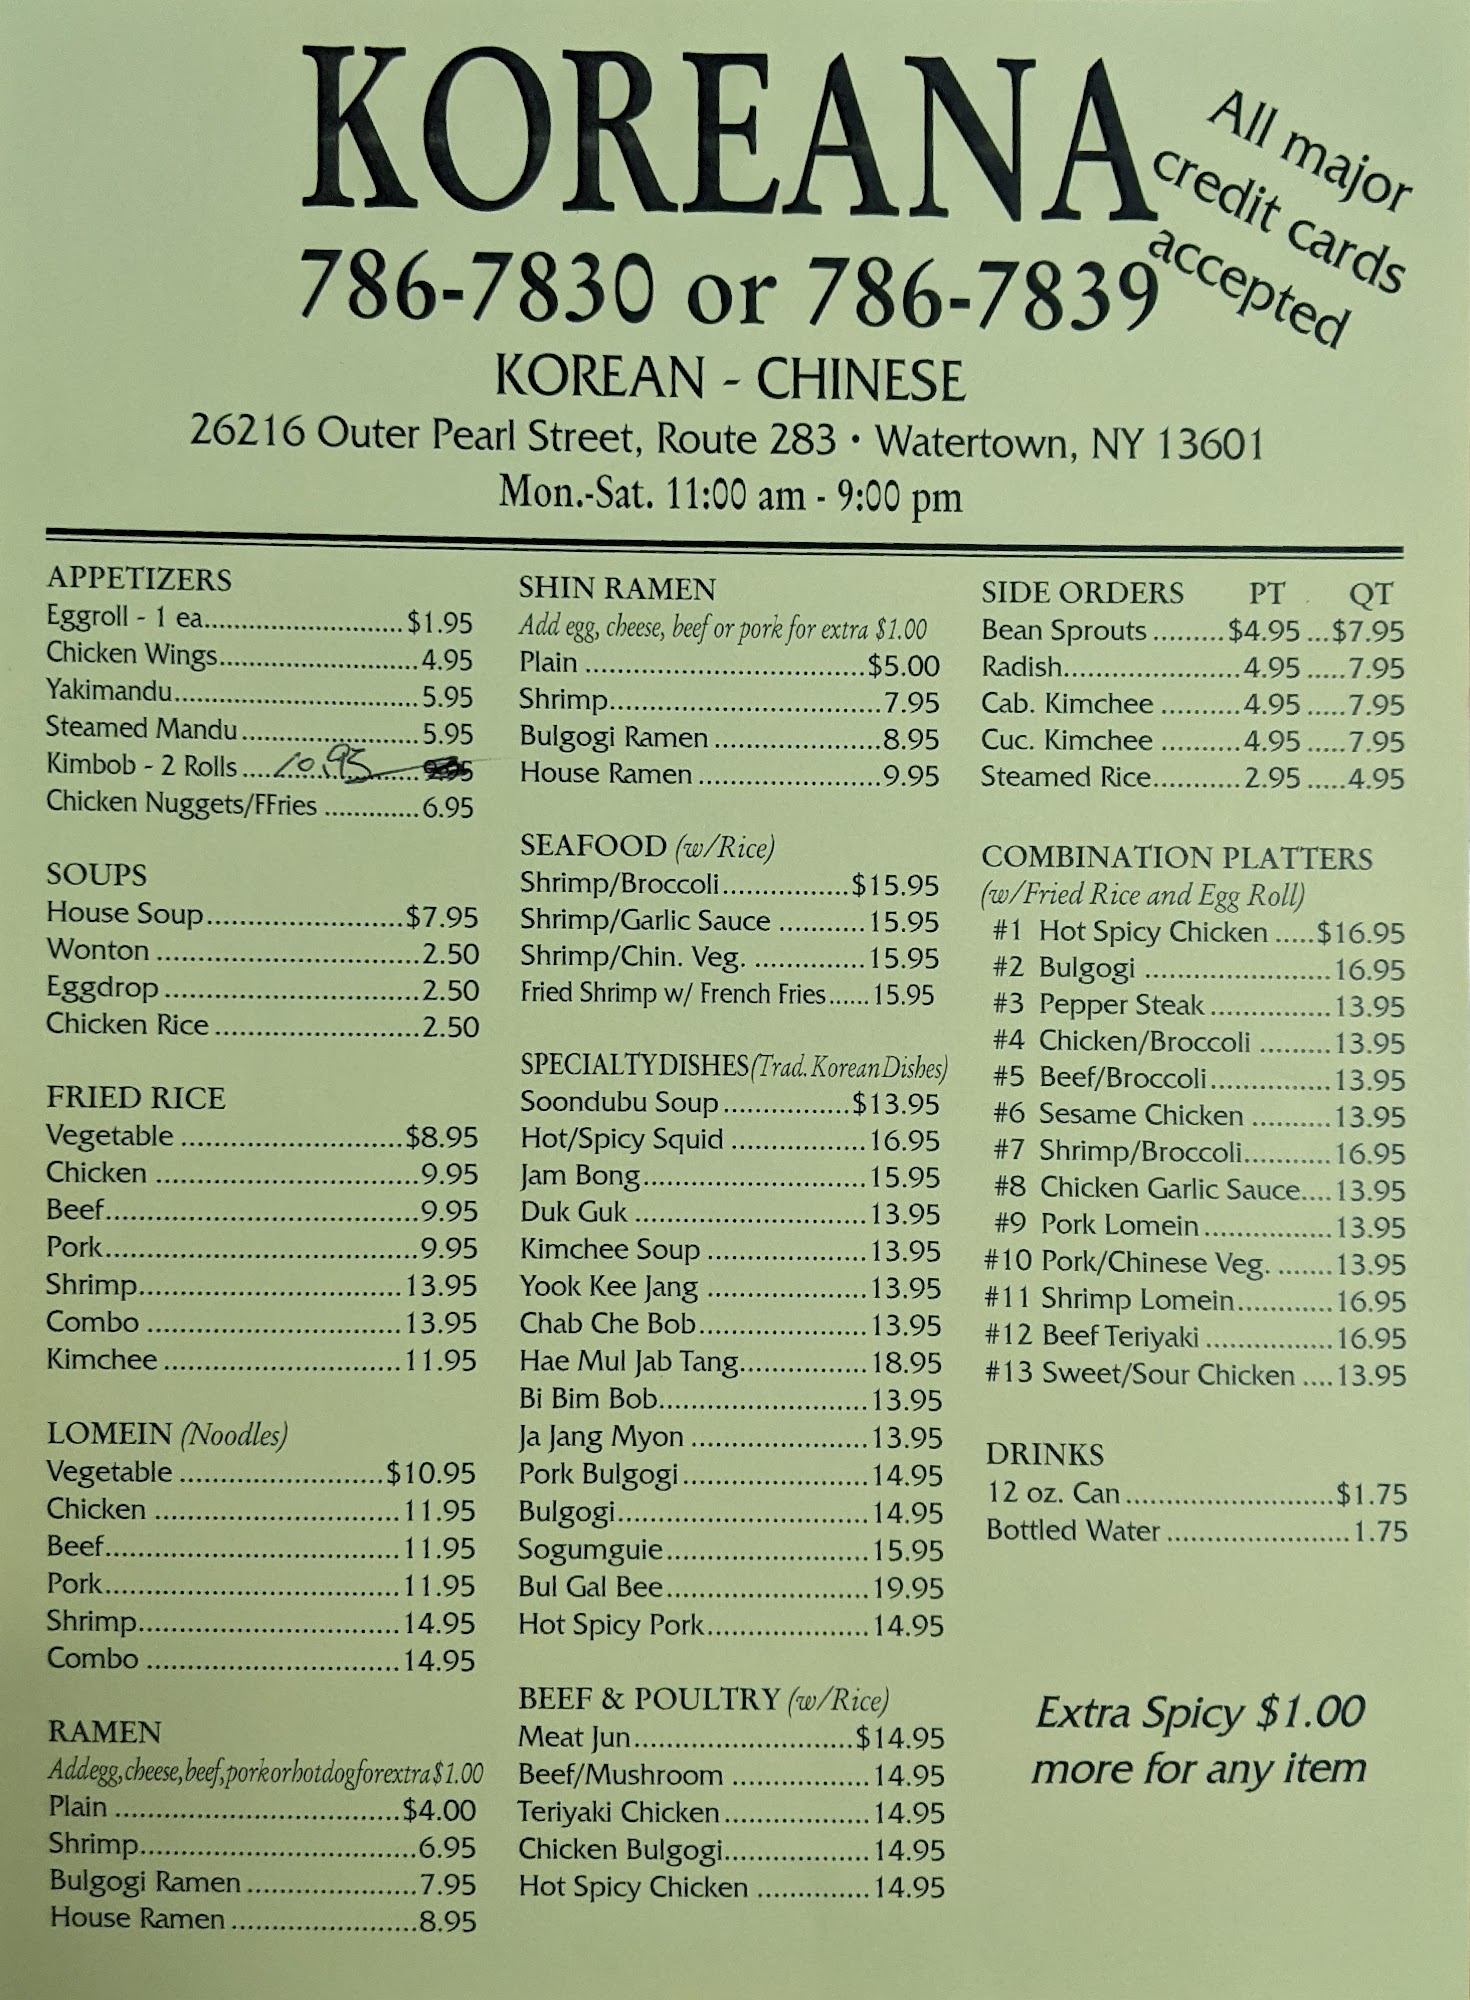 KOREANA
All major
credit cards
accepted
786-7830 or 786-7839
KOREAN - CHINESE
26216 Outer Pearl Street, Route 283 • Watertown, NY 13601
Mon.-Sat. 11:00 am - 9:00 pm
APPETIZERS
Eggroll - 1 ea..........................$1.95
Chicken Wings.........................4.95
Yakimandu..............................5.95
Steamed Mandu......................5.95
Kimbob - 2 Rolls....10.95
Chicken Nuggets/FFries ............6.95
SOUPS
House Soup........................$7.95
Wonton ................................2.50
Eggdrop ...............................2.50
Chicken Rice .........................2.50
FRIED RICE
Vegetable ...........................$8.95
Chicken ................................9.95
Beef......................................9.95
Pork......................................9.95
Shrimp................................13.95
Combo ...............................13.95
Kimchee .............................11.95
LOMEIN (Noodles)
Vegetable .........................$10.95
Chicken ..............................11.95
Beef....................................11.95
Pork....................................11.95
Shrimp................................14.95
Combo ...............................14.95
RAMEN
Add egg, cheese, beef, pork or hot dog for extra $1.00
Plain ...................................$4.00
Shrimp..................................6.95
Bulgogi Ramen .....................7.95
House Ramen .......................8.95
SHIN RAMEN
Add egg, cheese, beef or pork for extra $1.00
Plain ..................................$5.00
Shrimp.................................7.95
Bulgogi Ramen ....................8.95
House Ramen ......................9.95
SEAFOOD (w/Rice)
Shrimp/Broccoli................$15.95
Shrimp/Garlic Sauce ...........15.95
Shrimp/Chin. Veg. ..............15.95
Fried Shrimp w/ French Fries......15.95
SPECIALTY DISHES (Trad. Korean Dishes)
Soondubu Soup................$13.95
Hot/Spicy Squid .................16.95
Jam Bong...........................15.95
Duk Guk ............................13.95
Kimchee Soup ....................13.95
Yook Kee Jang ....................13.95
Chab Che Bob.....................13.95
Hae Mul Jab Tang................18.95
Bi Bim Bob..........................13.95
Ja Jang Myon ......................13.95
Pork Bulgogi.......................14.95
Bulgogi...............................14.95
Sogumguie.........................15.95
Bul Gal Bee.........................19.95
Hot Spicy Pork....................14.95
BEEF & POULTRY (w/Rice)
Meat Jun...........................$14.95
Beef/Mushroom .................14.95
Teriyaki Chicken..................14.95
Chicken Bulgogi..................14.95
Hot Spicy Chicken ..............14.95
SIDE ORDERS PT QT
Bean Sprouts .........$4.95 ...$7.95
Radish......................4.95 .....7.95
Cab. Kimchee ..........4.95 .....7.95
Cuc. Kimchee ..........4.95 .....7.95
Steamed Rice...........2.95 .....4.95
COMBINATION PLATTERS
(w/Fried Rice and Egg Roll)
#1 Hot Spicy Chicken .....$16.95
#2 Bulgogi .......................16.95
#3 Pepper Steak...............13.95
#4 Chicken/Broccoli .........13.95
#5 Beef/Broccoli...............13.95
#6 Sesame Chicken ..........13.95
#7 Shrimp/Broccoli...........16.95
#8 Chicken Garlic Sauce....13.95
#9 Pork Lomein................13.95
#10 Pork/Chinese Veg. .......13.95
#11 Shrimp Lomein............16.95
#12 Beef Teriyaki ...............16.95
#13 Sweet/Sour Chicken ....13.95
DRINKS
12 oz. Can.........................$1.75
Bottled Water ......................1.75
Extra Spicy $1.00
more for any item